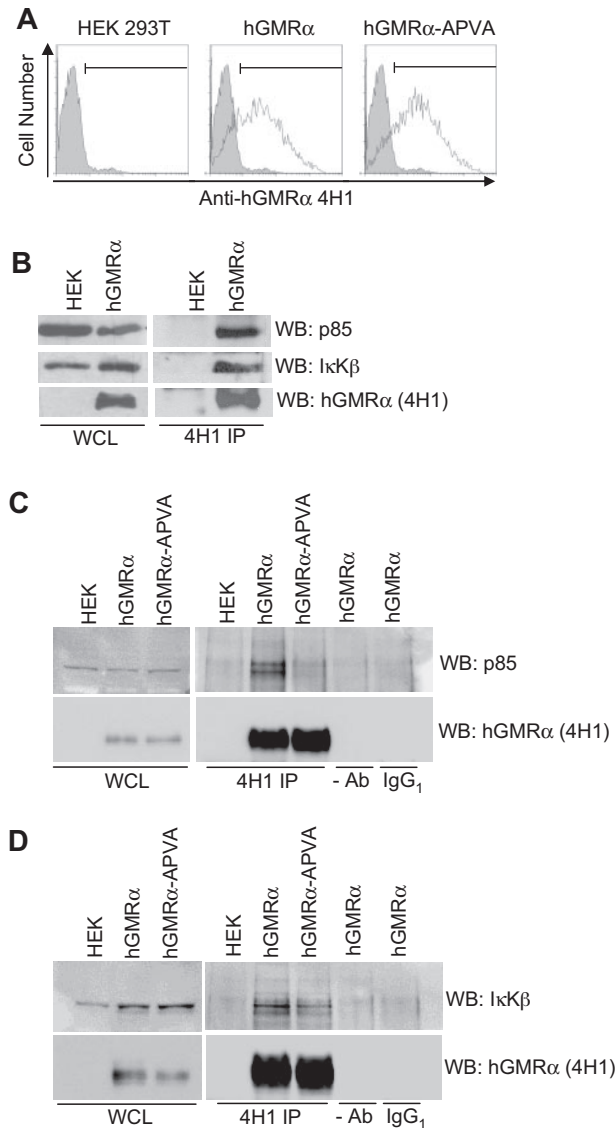 A
HEK 293T hGMRα hGMRα-APVA
Cell Number
Anti-hGMRα 4H1
B
HEK hGMRα HEK hGMRα
WB: p85
WB: IκKβ
WB: hGMRα (4H1)
WCL 4H1 IP
C
HEK hGMRα hGMRα-APVA HEK hGMRα hGMRα-APVA hGMRα hGMRα
WB: p85
WB: hGMRα (4H1)
WCL 4H1 IP - Ab IgG₁
D
HEK hGMRα hGMRα-APVA HEK hGMRα hGMRα-APVA hGMRα hGMRα
WB: IκKβ
WB: hGMRα (4H1)
WCL 4H1 IP - Ab IgG₁